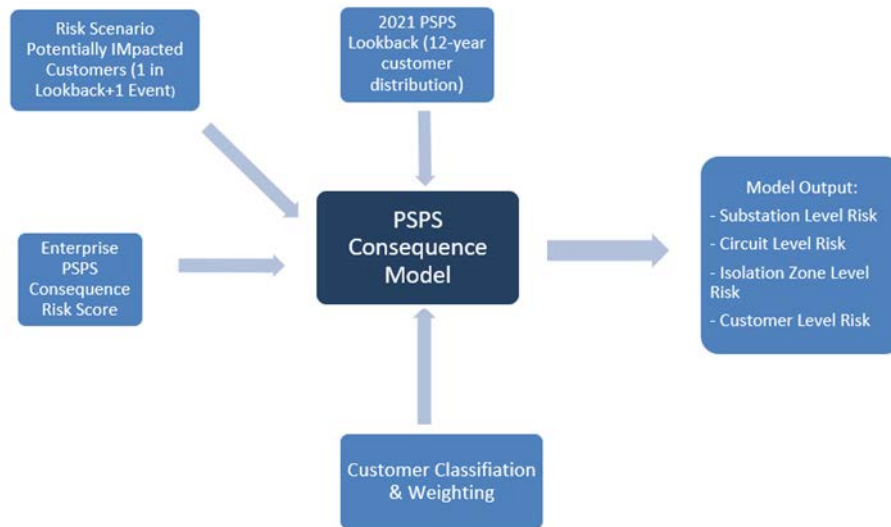 Risk Scenario
Potentially IMpacted
Customers (1 in
Lookback+1 Event)
2021 PSPS
Lookback (12-year
customer
distribution)
Enterprise
PSPS
Consequence
Risk Score
PSPS
Consequence
Model
Model Output:
- Substation Level Risk
- Circuit Level Risk
- Isolation Zone Level
Risk
- Customer Level Risk
Customer Classifiation
& Weighting